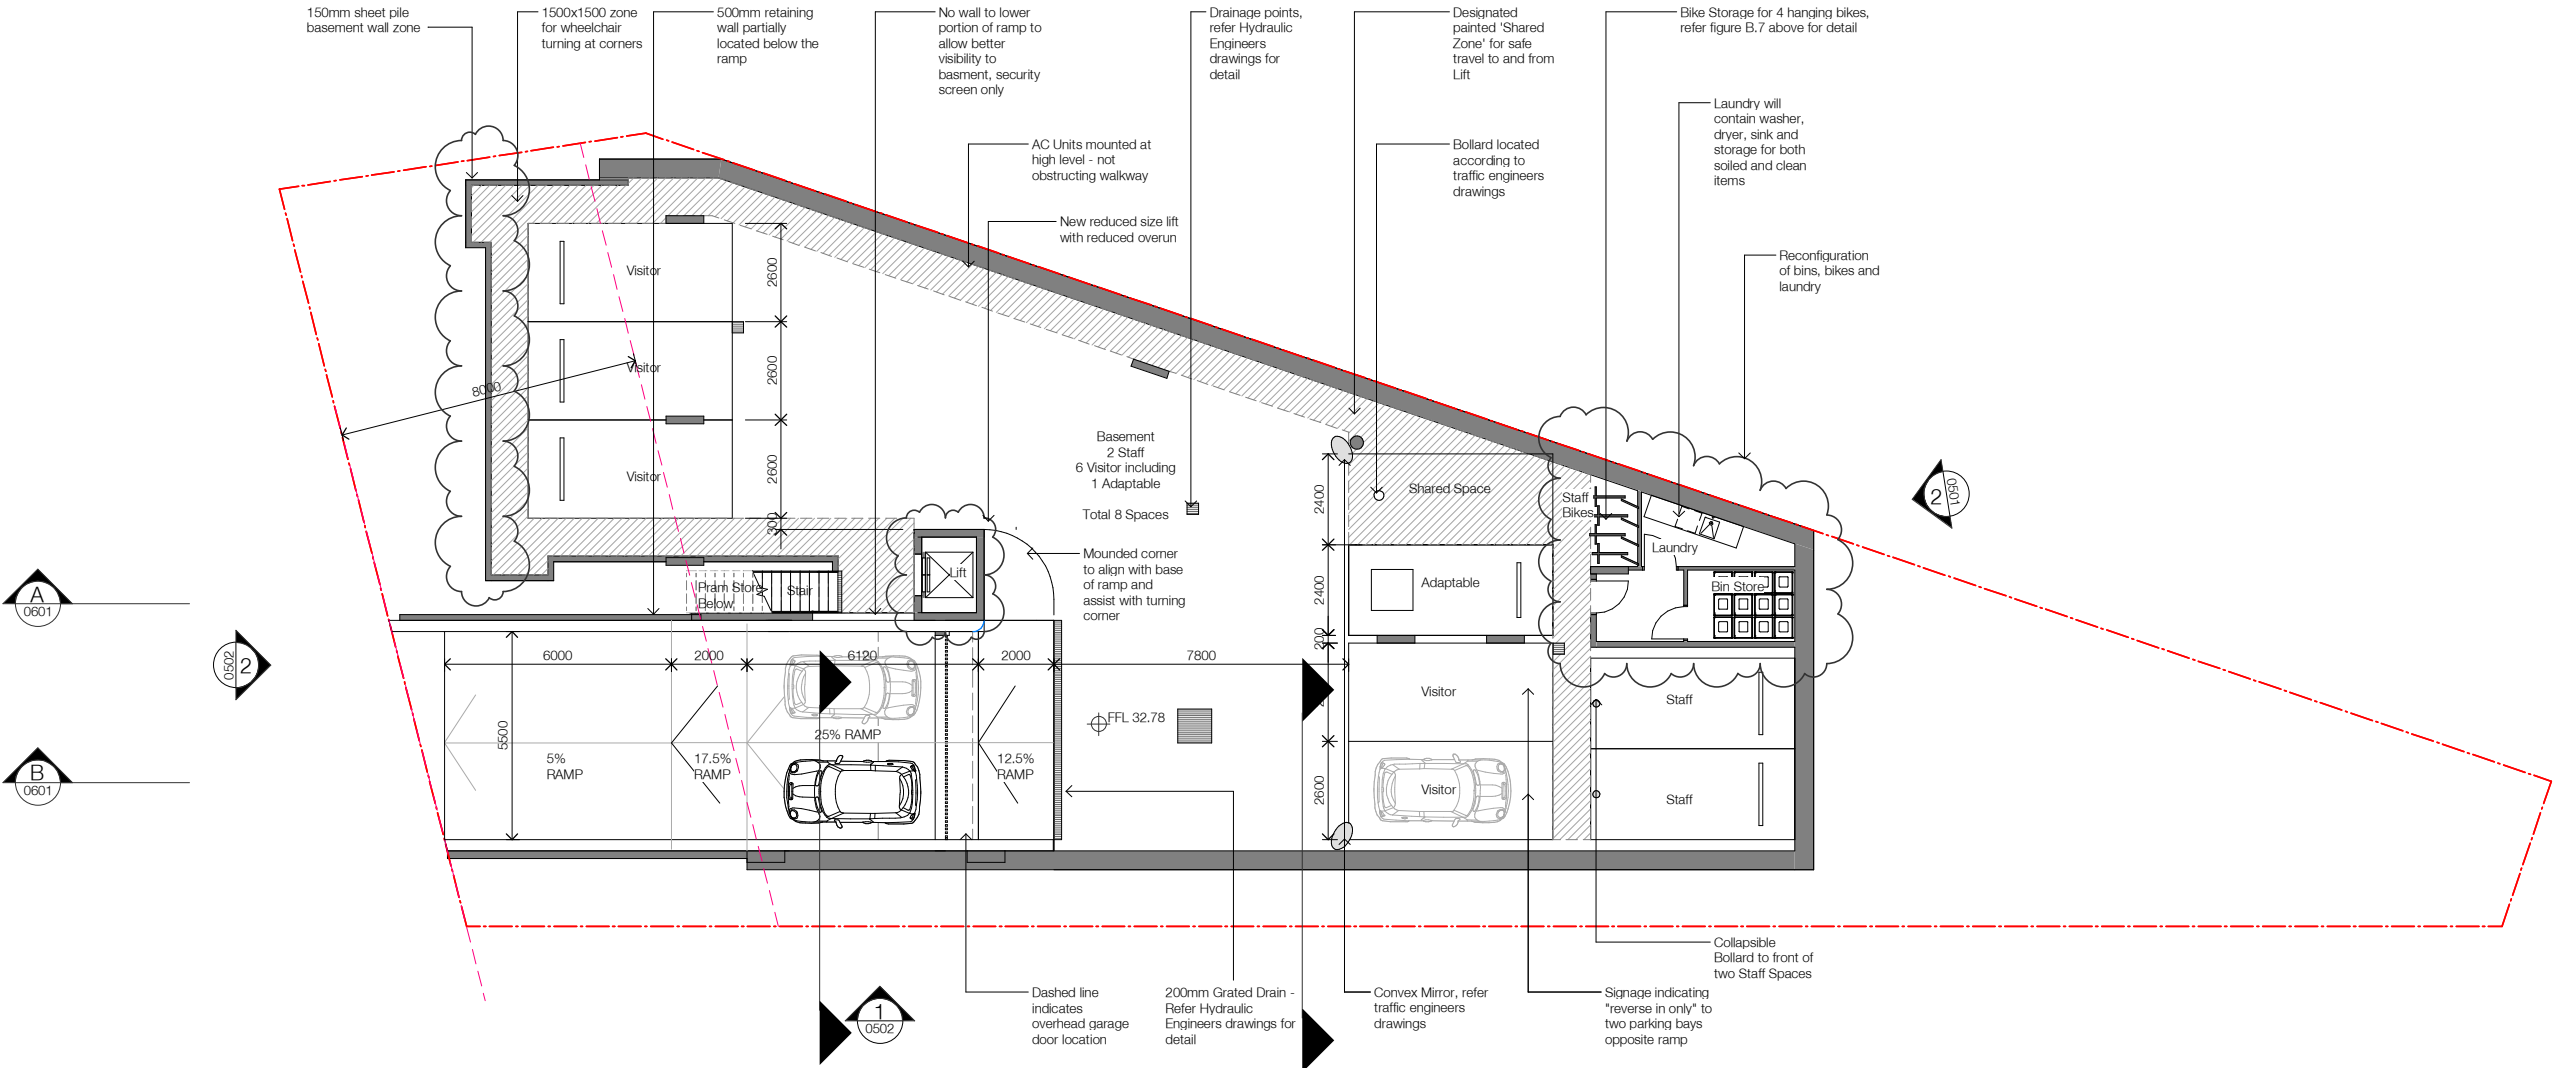 150mm sheet pile
basement wall zone
1500x1500 zone
for wheelchair
turning at corners
500mm retaining
wall partially
located below the
ramp
No wall to lower
portion of ramp to
allow better
visibility to
basment, security
screen only
Drainage points,
refer Hydraulic
Engineers
drawings for
detail
Designated
painted 'Shared
Zone' for safe
travel to and from
Lift
Bike Storage for 4 hanging bikes,
refer figure B.7 above for detail
Laundry will
contain washer,
dryer, sink and
storage for both
soiled and clean
items
AC Units mounted at
high level - not
obstructing walkway
Bollard located
according to
traffic engineers
drawings
New reduced size lift
with reduced overun
Reconfiguration
of bins, bikes and
laundry
Visitor
2600
Visitor
2600
8000
Visitor
2600
300
Basement
2 Staff
6 Visitor including
1 Adaptable
Total 8 Spaces
Mounded corner
to align with base
of ramp and
assist with turning
corner
Shared Space
2400
Staff
Bikes
Laundry
2
0501
Lift
Pram Store
Below
Stair
Adaptable
2400
Bin Store
200
A
0601
2
0502
B
0601
6000
2000
6120
2000
7800
5500
5%
RAMP
17.5%
RAMP
25% RAMP
12.5%
RAMP
FFL 32.78
Visitor
Staff
Visitor
2600
Staff
Collapsible
Bollard to front of
two Staff Spaces
1
0502
Dashed line
indicates
overhead garage
door location
200mm Grated Drain -
Refer Hydraulic
Engineers drawings for
detail
Convex Mirror, refer
traffic engineers
drawings
Signage indicating
"reverse in only" to
two parking bays
opposite ramp